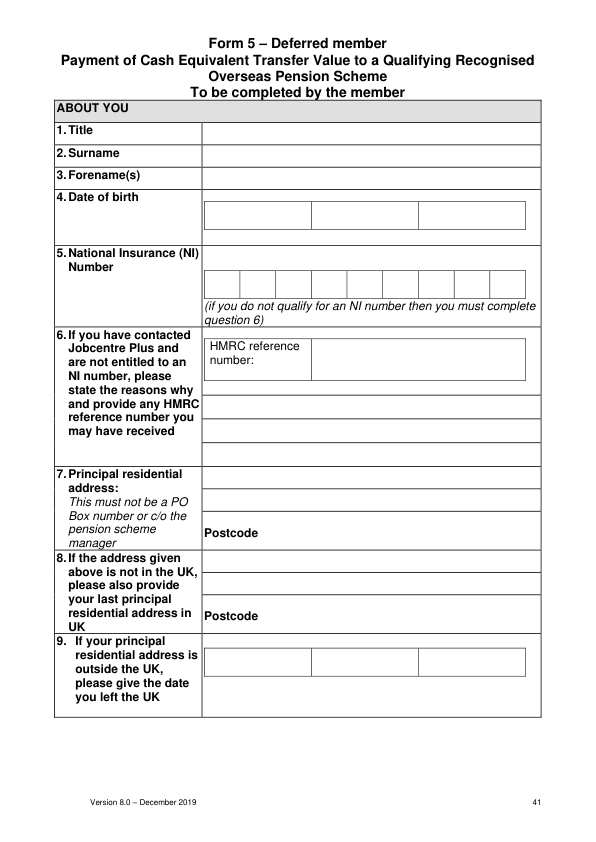 Form 5 – Deferred member
Payment of Cash Equivalent Transfer Value to a Qualifying Recognised
Overseas Pension Scheme
To be completed by the member
ABOUT YOU
1. Title
2. Surname
3. Forename(s)
4. Date of birth
5. National Insurance (NI)
Number
(if you do not qualify for an NI number then you must complete
question 6)
6. If you have contacted
Jobcentre Plus and
are not entitled to an
NI number, please
state the reasons why
and provide any HMRC
reference number you
may have received
HMRC reference
number:
7. Principal residential
address:
This must not be a PO
Box number or c/o the
pension scheme
manager
Postcode
8. If the address given
above is not in the UK,
please also provide
your last principal
residential address in
UK
Postcode
9. If your principal
residential address is
outside the UK,
please give the date
you left the UK
Version 8.0 – December 2019
41